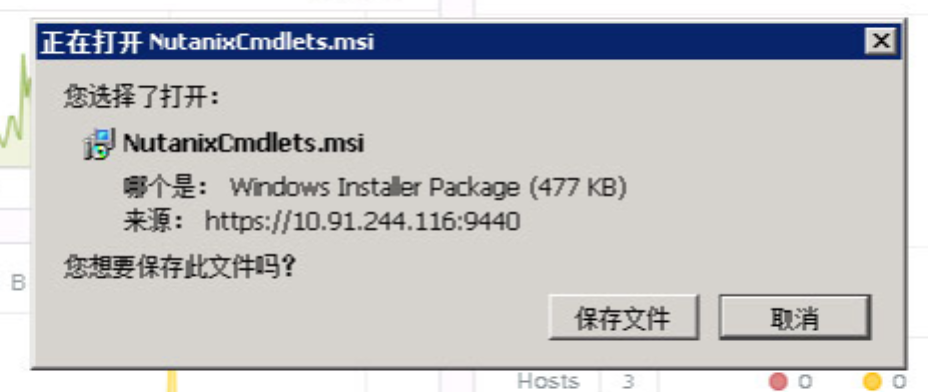 正在打开 NutanixCmdlets.msi
您选择了打开：
NutanixCmdlets.msi
哪个是： Windows Installer Package (477 KB)
来源： https://10.91.244.116:9440
您想要保存此文件吗？
B
保存文件 取消
Hosts 3 0 0